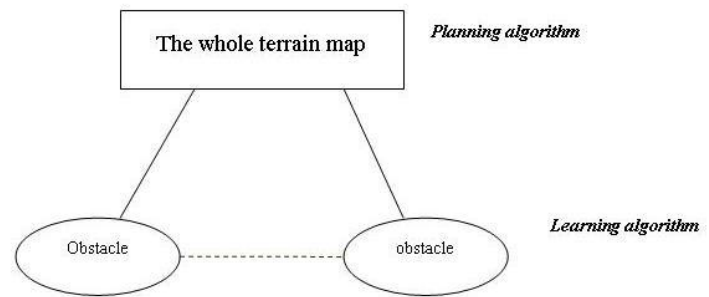 The whole terrain map
Planning algorithm
Obstacle
obstacle
Learning algorithm